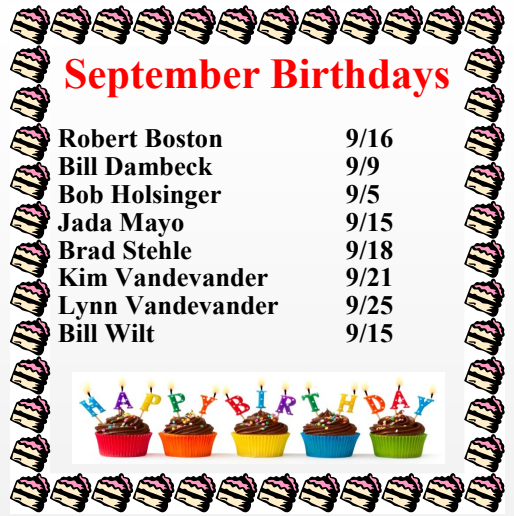 September Birthdays
Robert Boston 9/16
Bill Dambeck 9/9
Bob Holsinger 9/5
Jada Mayo 9/15
Brad Stehle 9/18
Kim Vandevander 9/21
Lynn Vandevander 9/25
Bill Wilt 9/15
HAPPY BIRTHDAY